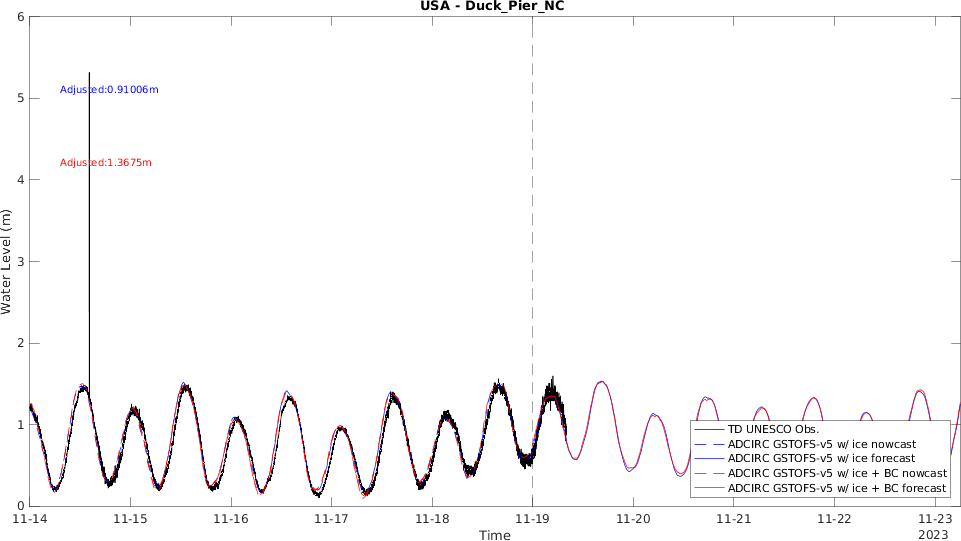 USA - Duck_Pier_NC
6
5
4
3
2
1
0
Water Level (m)
Adjusted:0.91006m
Adjusted:1.3675m
TD UNESCO Obs.
ADCIRC GSTOFS-v5 w/ ice nowcast
ADCIRC GSTOFS-v5 w/ ice forecast
ADCIRC GSTOFS-v5 w/ ice + BC nowcast
ADCIRC GSTOFS-v5 w/ ice + BC forecast
11-14 11-15 11-16 11-17 11-18 11-19 11-20 11-21 11-22 11-23
2023
Time